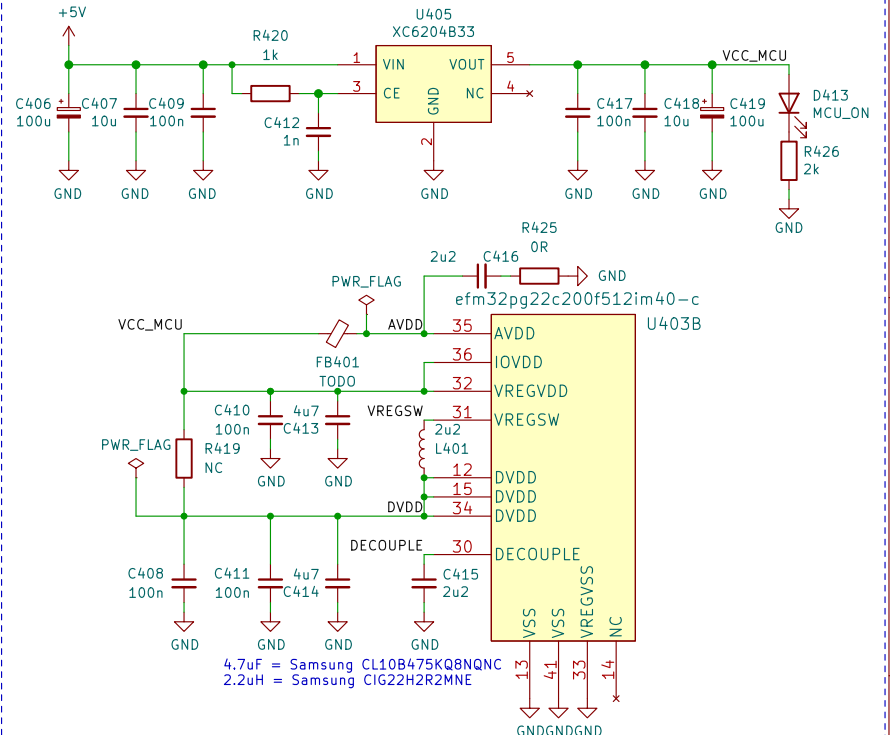 +5V
U405
XC6204B33
R420
1k
VCC_MCU
1 VIN VOUT 5
3 CE NC 4
GND
2
C406
100u
C407
10u
C409
100n
C412
1n
C417
100n
C418
10u
C419
100u
D413
MCU_ON
R426
2k
GND GND GND GND GND GND GND GND
GND
R425
0R
2u2 C416
GND
PWR_FLAG
efm32pg22c200f512im40-c
U403B
VCC_MCU
AVDD 35 AVDD
FB401
TODO
36 IOVDD
32 VREGVDD
VREGSW 31 VREGSW
C410
100n
4u7
C413
2u2
L401
PWR_FLAG
R419
NC
GND GND
12 DVDD
15 DVDD
DVDD 34 DVDD
DECOUPLE 30 DECOUPLE
C408
100n
C411
100n
4u7
C414
C415
2u2
VSS VSS VREGVSS NC
13 41 33 14
GND GND GND GND
4.7uF = Samsung CL10B475KQ8NQNC
2.2uH = Samsung CIG22H2R2MNE
GND GND GND